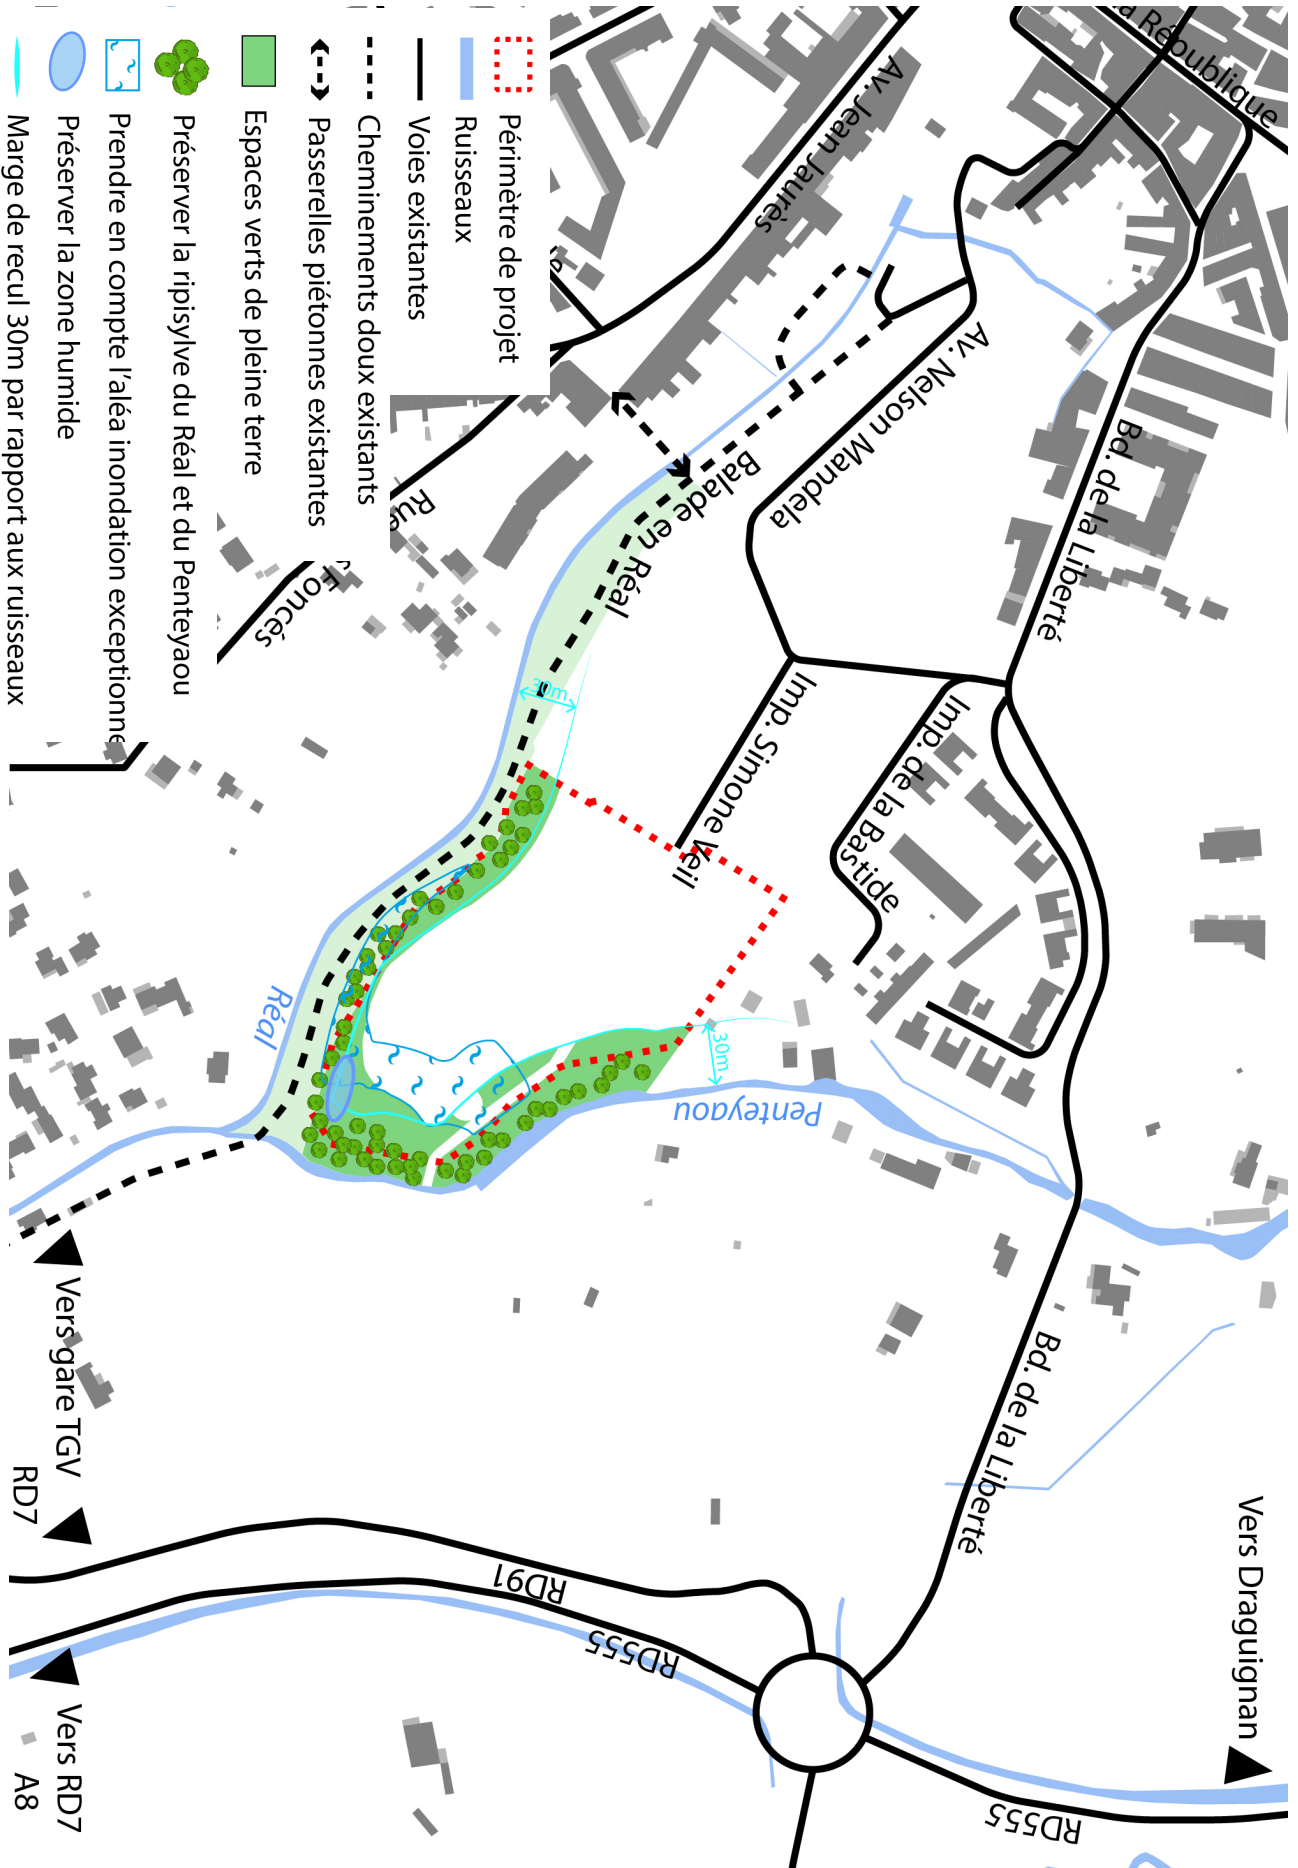 Périmètre de projet
Ruisseaux
Voies existantes
Cheminements doux existants
Passerelles piétonnes existantes
Espaces verts de pleine terre
Préserver la ripisylve du Réal et du Penteyaou
Prendre en compte l'aléa inondation exceptionne
Préserver la zone humide
Marge de recul 30m par rapport aux ruisseaux
la République
Av. Jean Jaurès
Av. Nelson Mandela
Bd. de la Liberté
Balade en Réal
Rue
Foncés
30m
Imp. Simone Veil
Imp. de la Bastide
Réal
30m
Penteyaou
Bd. de la Liberté
Vers gare TGV
RD7
RD91
RD555
Vers Draguignan
Vers RD7
A8
RD555